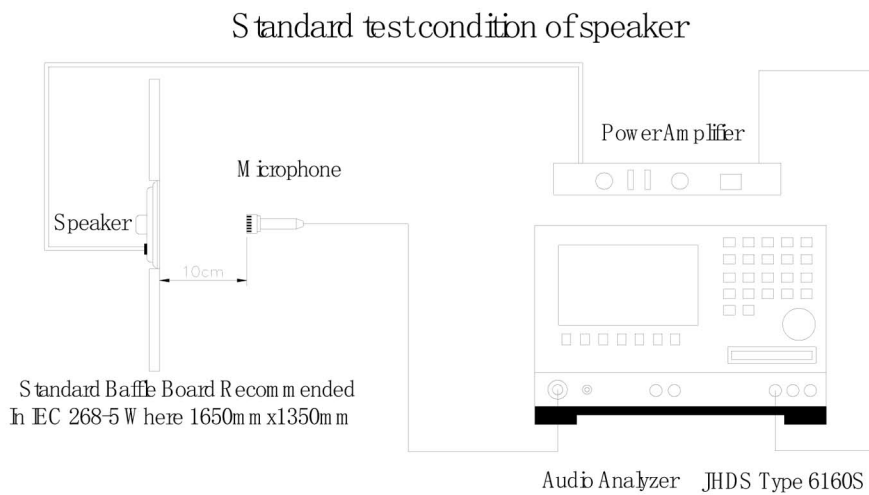 Standard test condition of speaker
Power Amplifier
Microphone
Speaker
10cm
Standard Baffle Board Recommended
In IEC 268-5 Where 1650mm x1350mm
Audio Analyzer JHDS Type 6160S